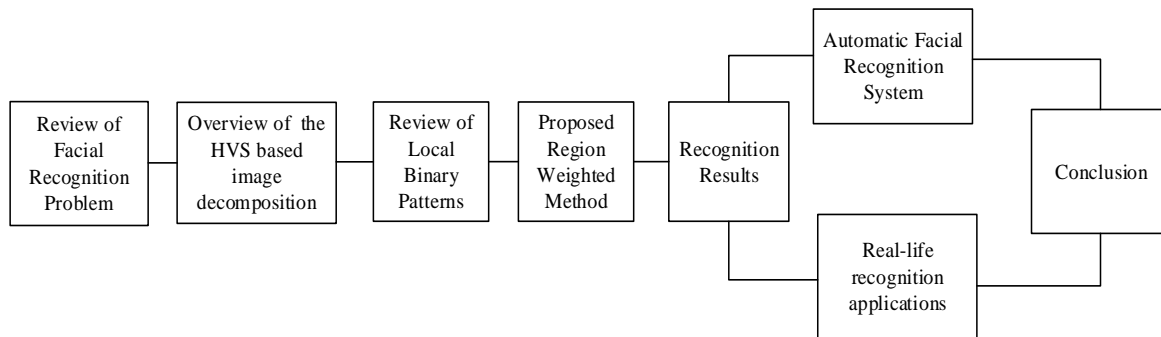 Review of
Facial
Recognition
Problem
Overview of the
HVS based
image
decomposition
Review of
Local
Binary
Patterns
Proposed
Region
Weighted
Method
Recognition
Results
Automatic Facial
Recognition
System
Real-life
recognition
applications
Conclusion